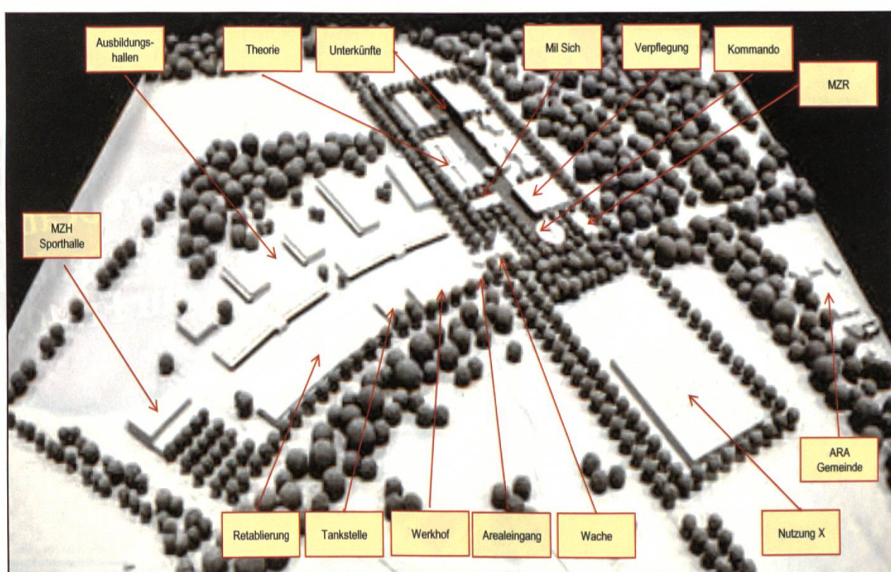 Ausbildungs-
hallen
Theorie
Unterkünfte
Mil Sich
Verpflegung
Kommando
MZR
MZH
Sporthalle
ARA
Gemeinde
Retablierung
Tankstelle
Werkhof
Arealeingang
Wache
Nutzung X